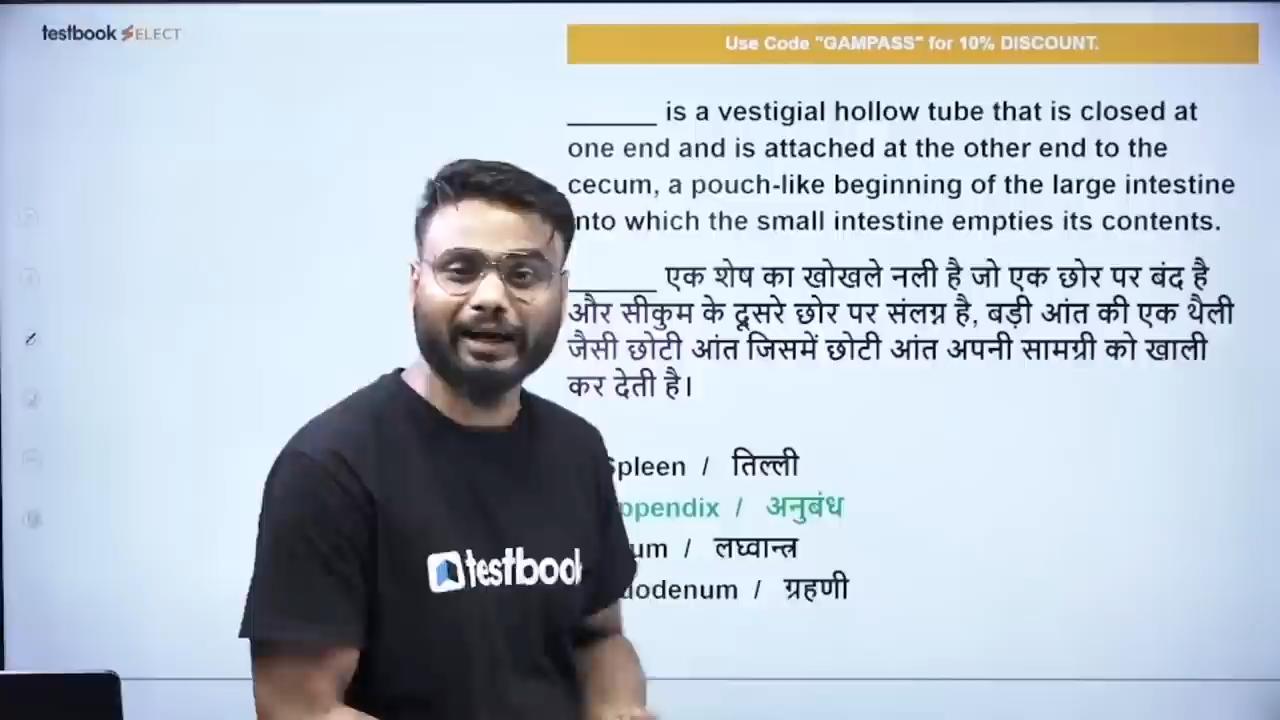 testbook SELECT
Use Code "GAMPASS" for 10% DISCOUNT.
______ is a vestigial hollow tube that is closed at
one end and is attached at the other end to the
cecum, a pouch-like beginning of the large intestine
into which the small intestine empties its contents.
______ एक शेष का खोखले नली है जो एक छोर पर बंद है
और सीकुम के दूसरे छोर पर संलग्न है, बड़ी आंत की एक थैली
जैसी छोटी आंत जिसमें छोटी आंत अपनी सामग्री को खाली
कर देती है।
Spleen / तिल्ली
ppendix / अनुबंध
um / लघ्वान्त्र
uodenum / ग्रहणी
testbook